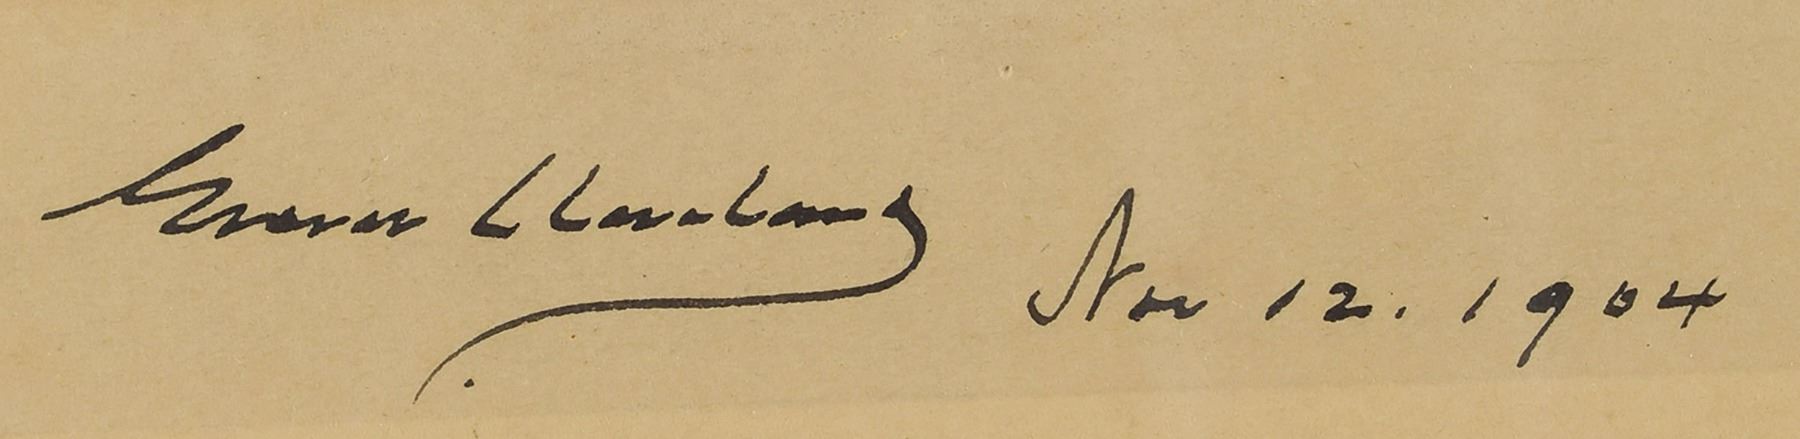 Grover Cleveland Nov 12. 1904